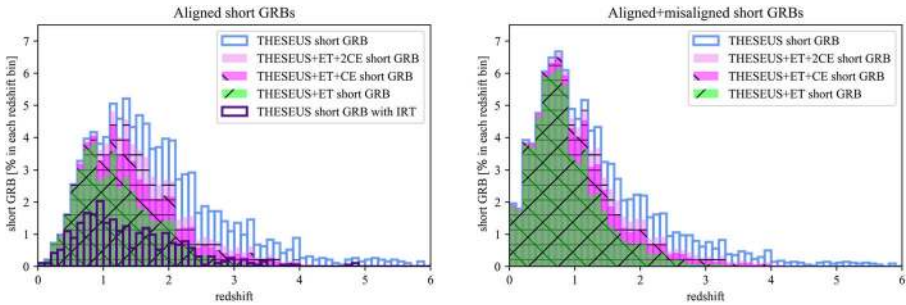 Aligned short GRBs
short GRB [% in each redshift bin]
7
6
5
4
3
2
1
0
THESEUS short GRB
THESEUS+ET+2CE short GRB
THESEUS+ET+CE short GRB
THESEUS+ET short GRB
THESEUS short GRB with IRT
0 1 2 3 4 5 6
redshift
Aligned+misaligned short GRBs
short GRB [% in each redshift bin]
7
6
5
4
3
2
1
0
THESEUS short GRB
THESEUS+ET+2CE short GRB
THESEUS+ET+CE short GRB
THESEUS+ET short GRB
0 1 2 3 4 5 6
redshift